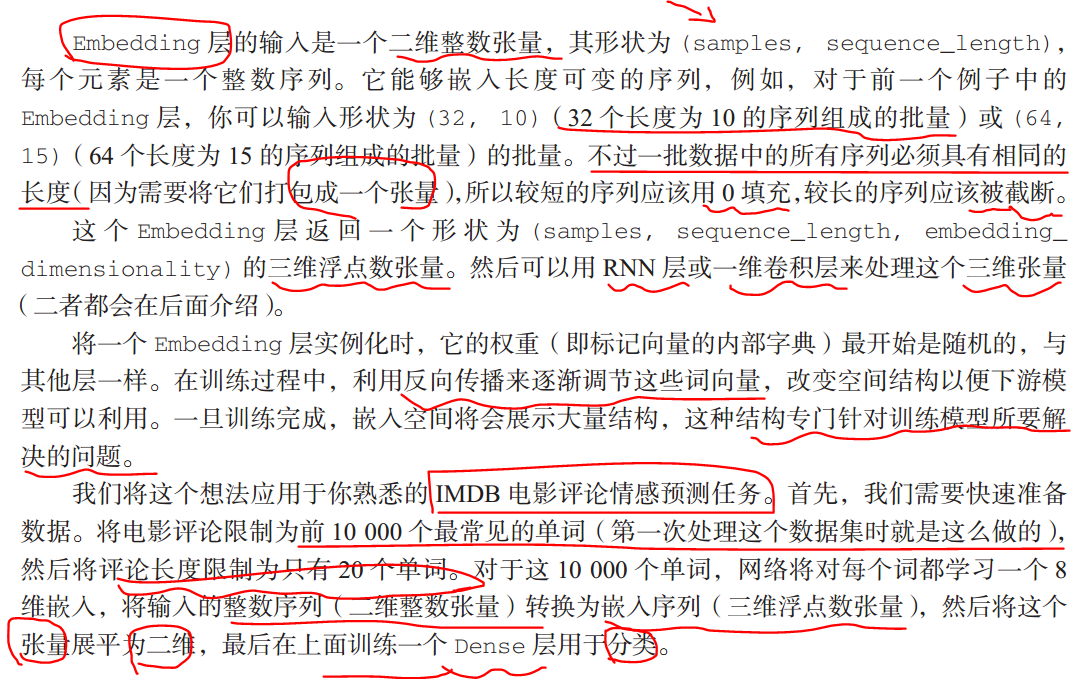 Embedding 层的输入是一个二维整数张量，其形状为 (samples, sequence_length)，
每个元素是一个整数序列。它能够嵌入长度可变的序列，例如，对于前一个例子中的
Embedding 层，你可以输入形状为 (32, 10)（32 个长度为 10 的序列组成的批量）或 (64,
15)（64 个长度为 15 的序列组成的批量）的批量。不过一批数据中的所有序列必须具有相同的
长度（因为需要将它们打包成一个张量），所以较短的序列应该用 0 填充，较长的序列应该被截断。
这个 Embedding 层返回一个形状为 (samples, sequence_length, embedding_
dimensionality) 的三维浮点数张量。然后可以用 RNN 层或一维卷积层来处理这个三维张量
（二者都会在后面介绍）。
将一个 Embedding 层实例化时，它的权重（即标记向量的内部字典）最开始是随机的，与
其他层一样。在训练过程中，利用反向传播来逐渐调节这些词向量，改变空间结构以便下游模
型可以利用。一旦训练完成，嵌入空间将会展示大量结构，这种结构专门针对训练模型所要解
决的问题。
我们将这个想法应用于你熟悉的 IMDB 电影评论情感预测任务。首先，我们需要快速准备
数据。将电影评论限制为前 10 000 个最常见的单词（第一次处理这个数据集时就是这么做的），
然后将评论长度限制为只有 20 个单词。对于这 10 000 个单词，网络将对每个词都学习一个 8
维嵌入，将输入的整数序列（二维整数张量）转换为嵌入序列（三维浮点数张量），然后将这个
张量展平为二维，最后在上面训练一个 Dense 层用于分类。